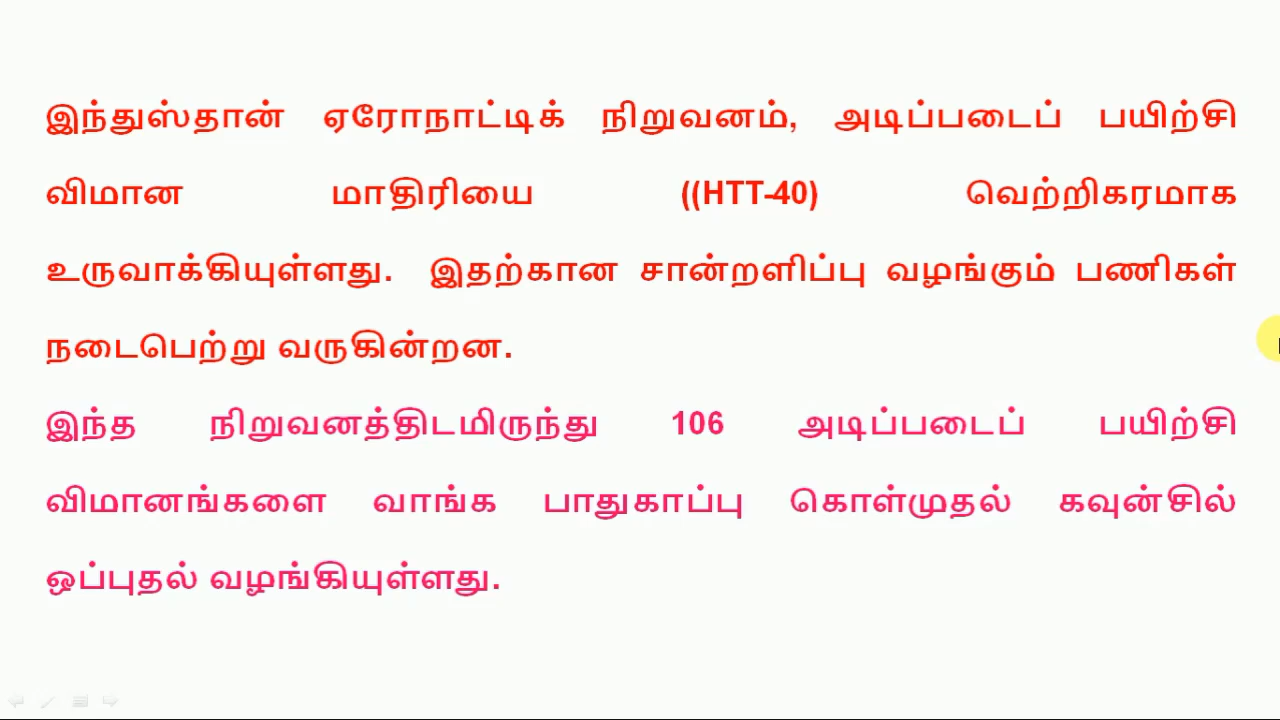 இந்துஸ்தான் ஏரோநாட்டிக் நிறுவனம், அடிப்படைப் பயிற்சி
விமான மாதிரியை ((HTT-40) வெற்றிகரமாக
உருவாக்கியுள்ளது. இதற்கான சான்றளிப்பு வழங்கும் பணிகள்
நடைபெற்று வருகின்றன.
இந்த நிறுவனத்திடமிருந்து 106 அடிப்படைப் பயிற்சி
விமானங்களை வாங்க பாதுகாப்பு கொள்முதல் கவுன்சில்
ஒப்புதல் வழங்கியுள்ளது.